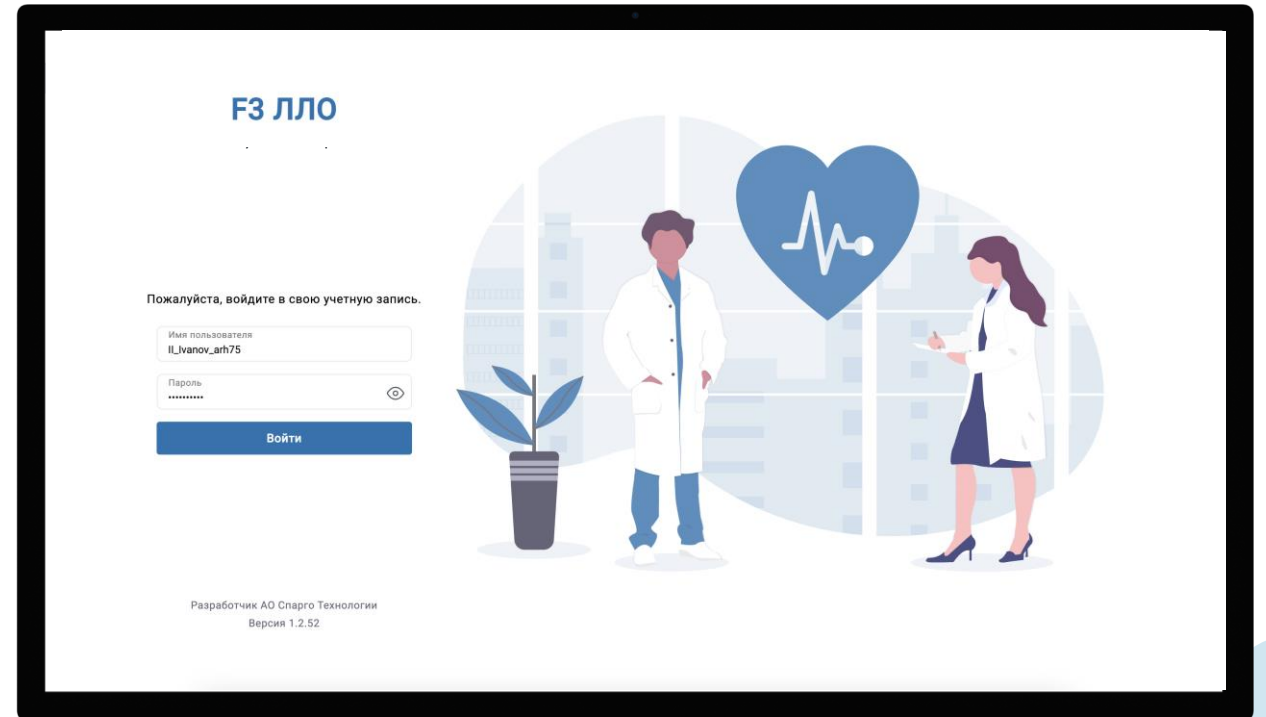 F3 ЛЛО
Пожалуйста, войдите в свою учетную запись.
Имя пользователя
II_Ivanov_arh75
Пароль
••••••••••
Войти
Разработчик АО Спарго Технологии
Версия 1.2.52